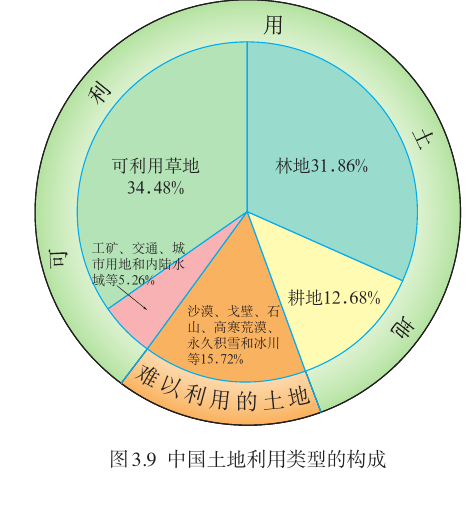 可利用土地
林地31.86%
可利用草地
34.48%
工矿、交通、城
市用地和内陆水
域等5.26%
耕地12.68%
沙漠、戈壁、石
山、高寒荒漠、
永久积雪和冰川
等15.72%
难以利用的土地
图3.9 中国土地利用类型的构成